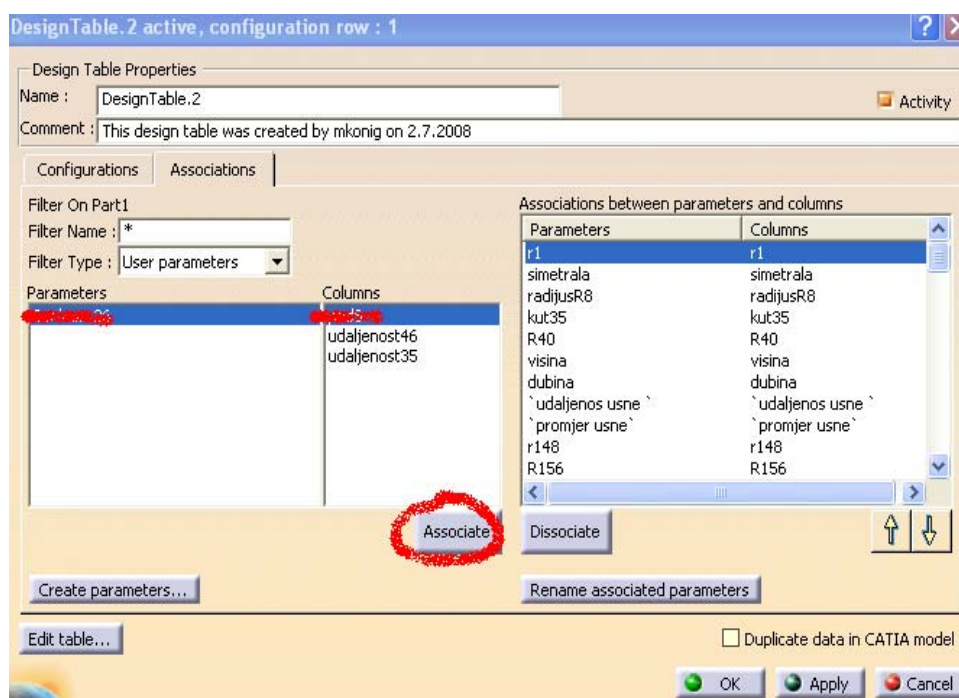 DesignTable.2 active, configuration row : 1
Design Table Properties
Name : DesignTable.2
Activity
Comment : This design table was created by mkonig on 2.7.2008
Configurations Associations
Filter On Part1
Filter Name : *
Filter Type : User parameters
Parameters Columns
udaljenost46
udaljenost35
Associate
Create parameters...
Associations between parameters and columns
Parameters Columns
r1 r1
simetrala simetrala
radijusR8 radijusR8
kut35 kut35
R40 R40
visina visina
dubina dubina
`udaljenos usne ` `udaljenos usne `
`promjer usne` `promjer usne`
r148 r148
R156 R156
Dissociate
Rename associated parameters
Edit table...
Duplicate data in CATIA model
OK Apply Cancel